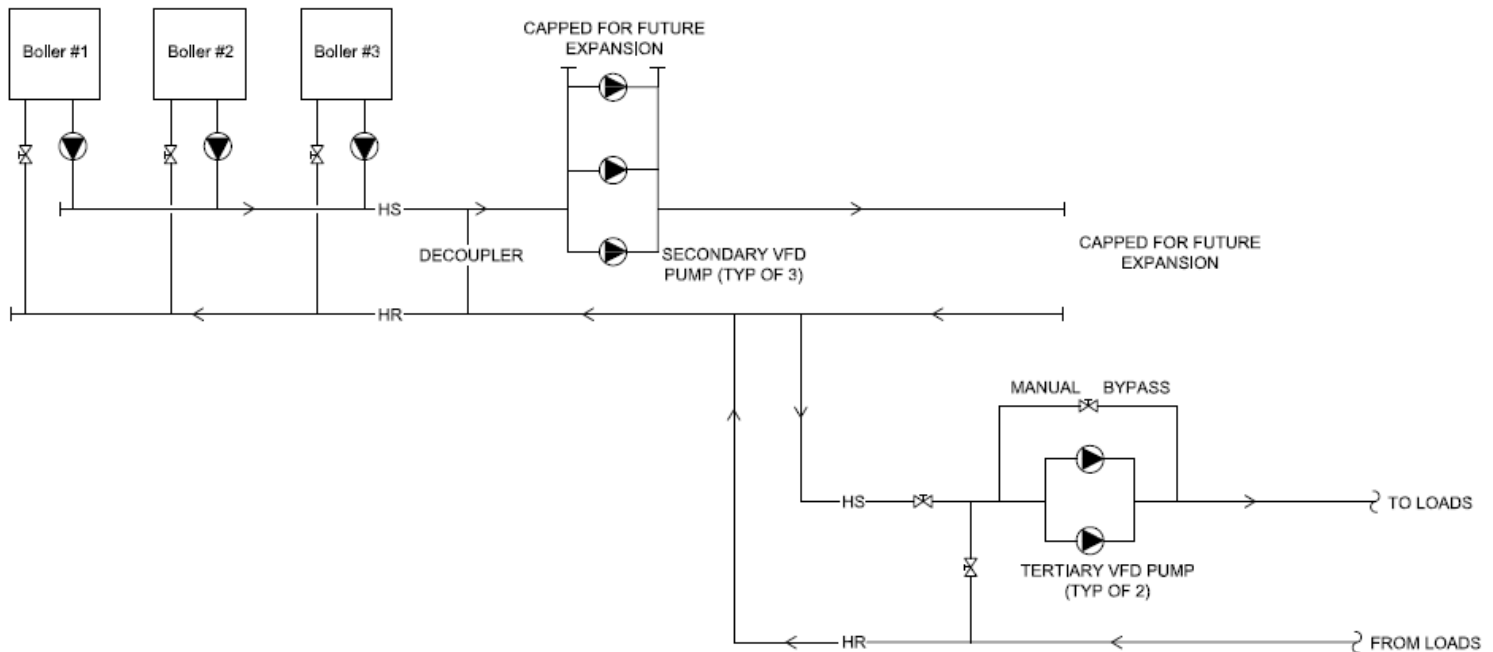 Boiler #1
Boiler #2
Boiler #3
CAPPED FOR FUTURE
EXPANSION
HS
DECOUPLER
SECONDARY VFD
PUMP (TYP OF 3)
CAPPED FOR FUTURE
EXPANSION
HR
MANUAL BYPASS
HS
TO LOADS
TERTIARY VFD PUMP
(TYP OF 2)
HR
FROM LOADS